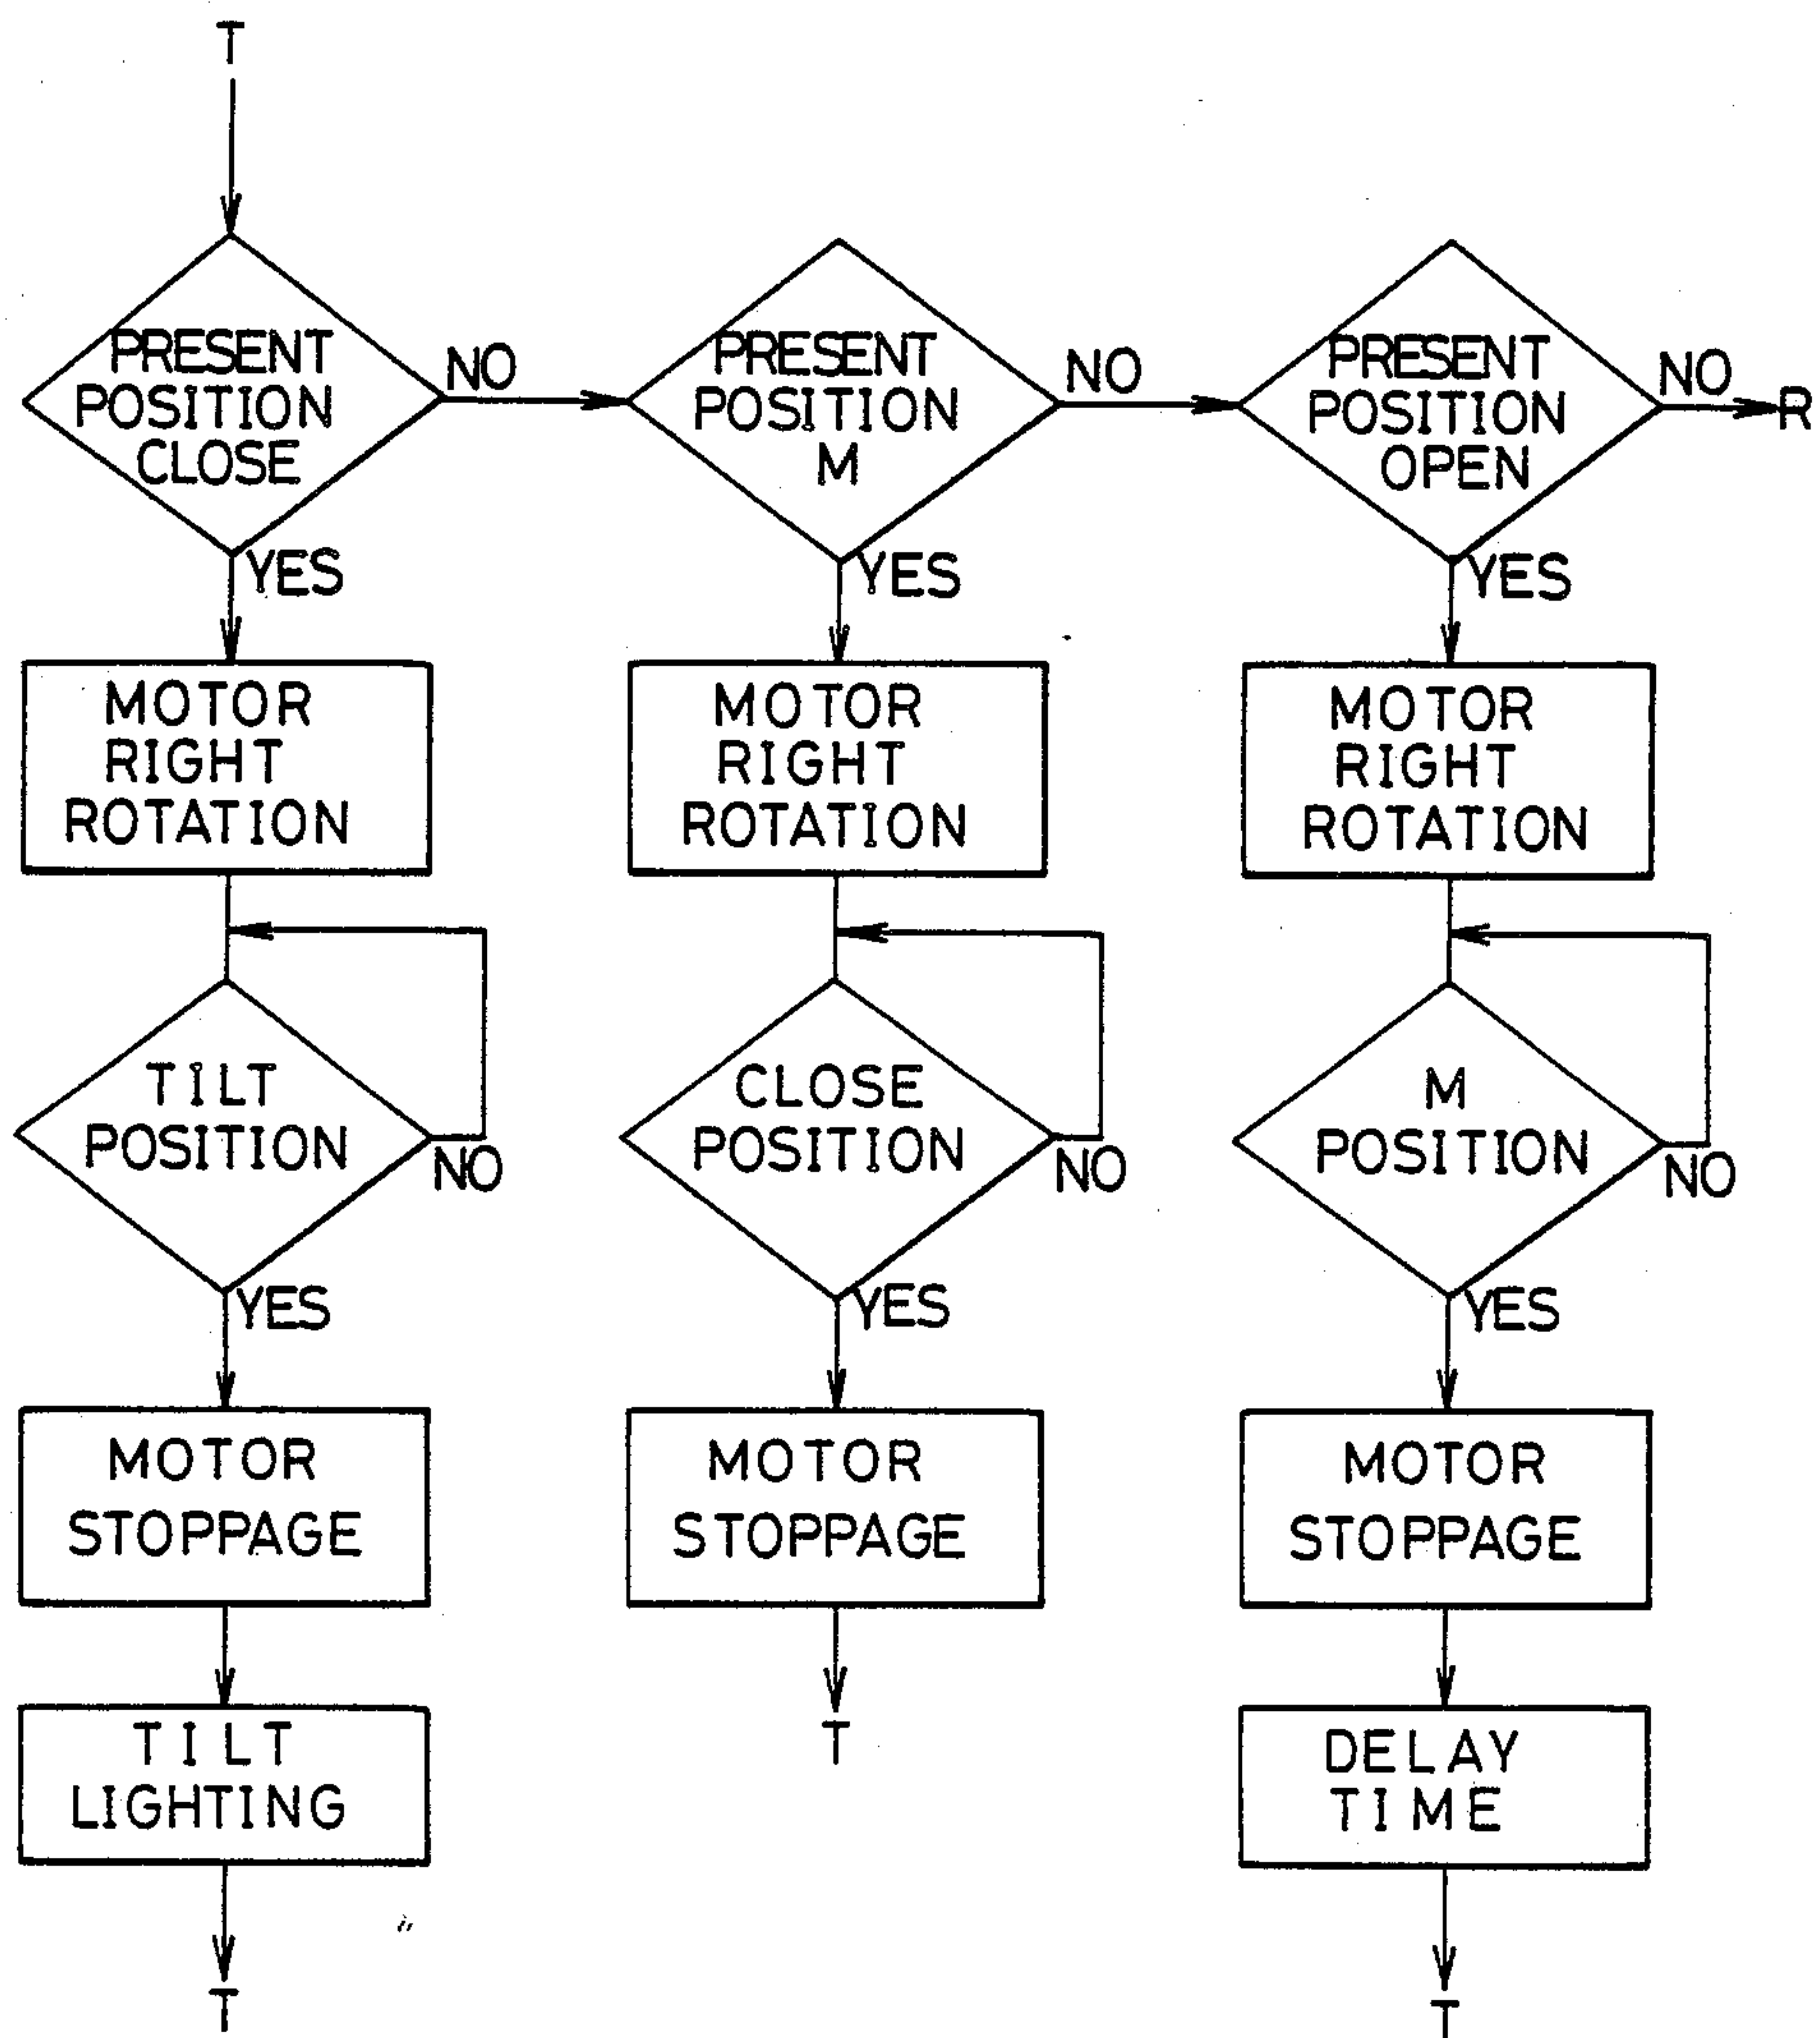 T
PRESENT
POSITION
CLOSE
NO
PRESENT
POSITION
M
NO
PRESENT
POSITION
OPEN
NO
R
YES
YES
YES
MOTOR
RIGHT
ROTATION
MOTOR
RIGHT
ROTATION
MOTOR
RIGHT
ROTATION
TILT
POSITION
NO
CLOSE
POSITION
NO
M
POSITION
NO
YES
YES
YES
MOTOR
STOPPAGE
MOTOR
STOPPAGE
MOTOR
STOPPAGE
TILT
LIGHTING
T
DELAY
TIME
T
T